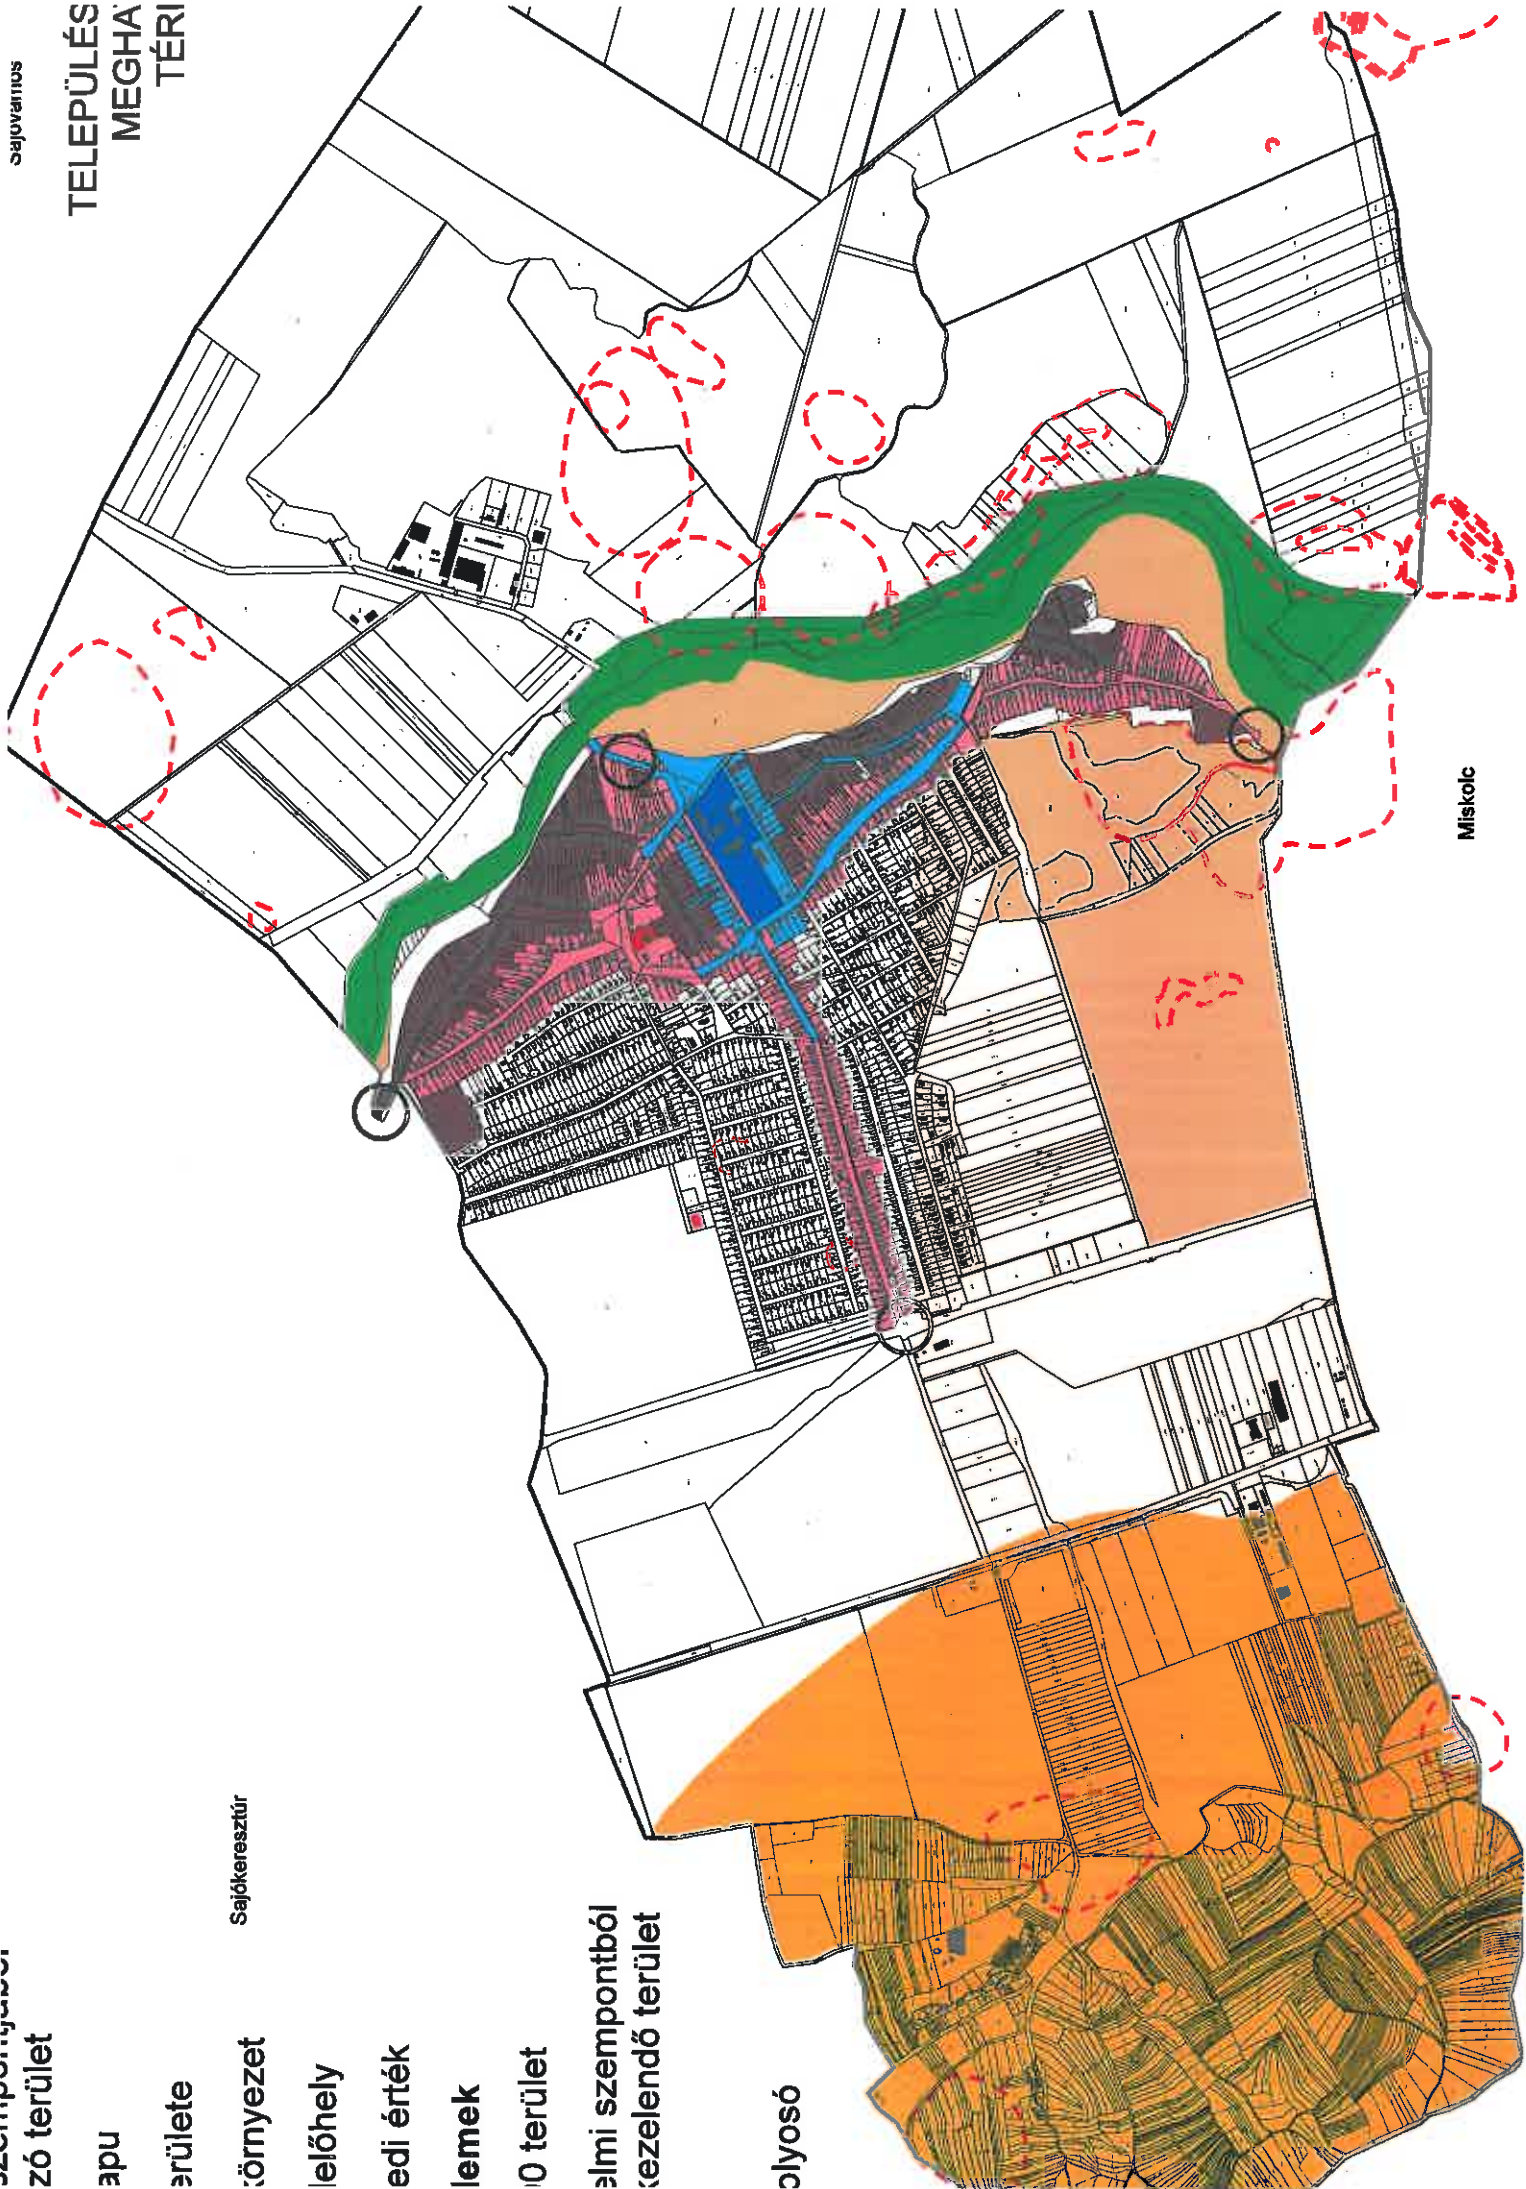 TELEPÜLÉS
MEGHA
TÉRI
zó terület
apu
erülete
környezet
lelőhely
edi érték
lemek
0 terület
elmi szempontból
kezelendő terület
olyosó
Sajóvámos
Sajókeresztúr
Miskolc